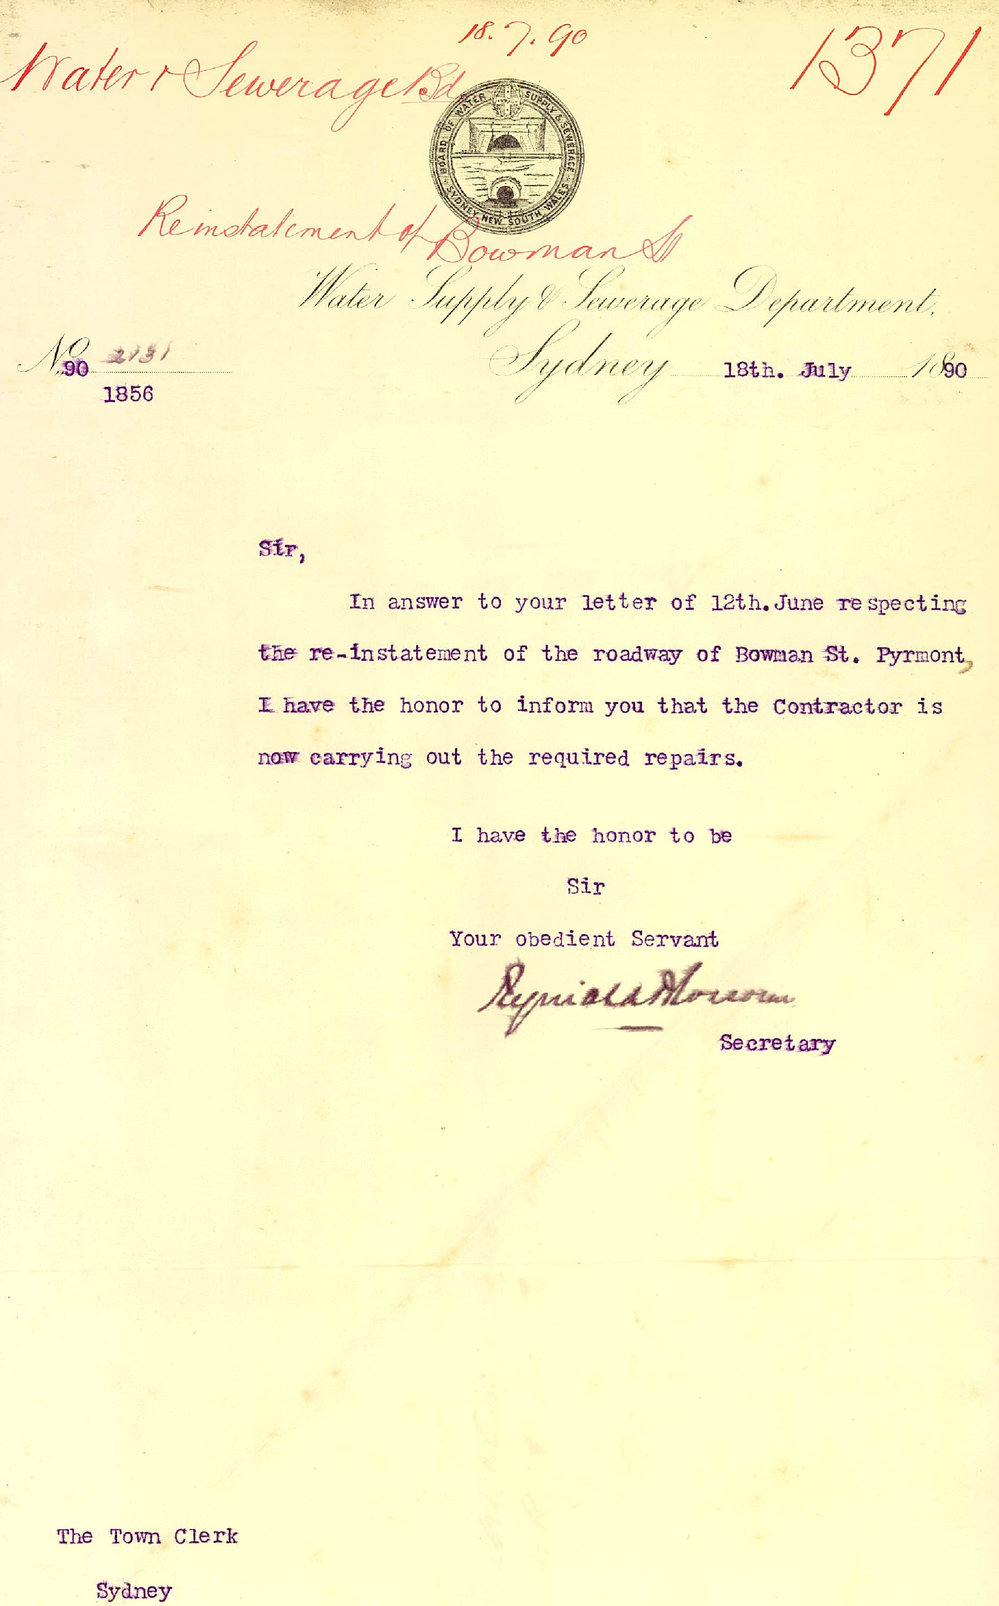 18.7.90
1371
Water & Sewerage Bd
BOARD OF WATER SUPPLY & SEWERAGE
SYDNEY, NEW SOUTH WALES
Reinstatement of Bowman St
Water Supply & Sewerage Department.
No. 90 2131
1856
Sydney 18th. July 1890
Sir,
In answer to your letter of 12th. June respecting
the re-instatement of the roadway of Bowman St. Pyrmont,
I have the honor to inform you that the Contractor is
now carrying out the required repairs.
I have the honor to be
Sir
Your obedient Servant
Secretary
The Town Clerk
Sydney